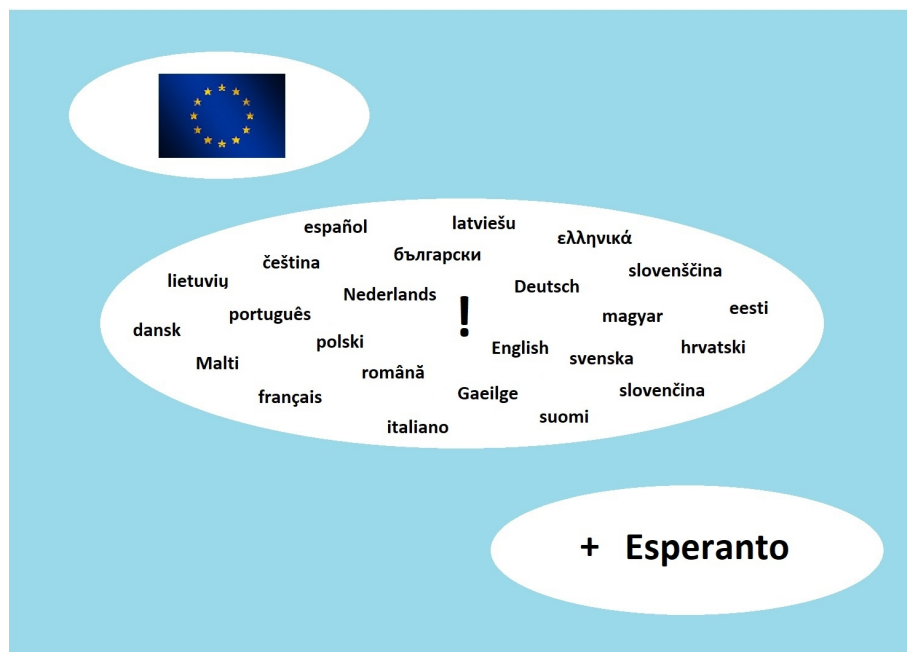 español
latviešu
ελληνικά
čeština
български
slovenščina
lietuvių
Nederlands
Deutsch
português
!
magyar
eesti
dansk
polski
English
svenska
hrvatski
Malti
română
français
Gaeilge
slovenčina
italiano
suomi
+ Esperanto